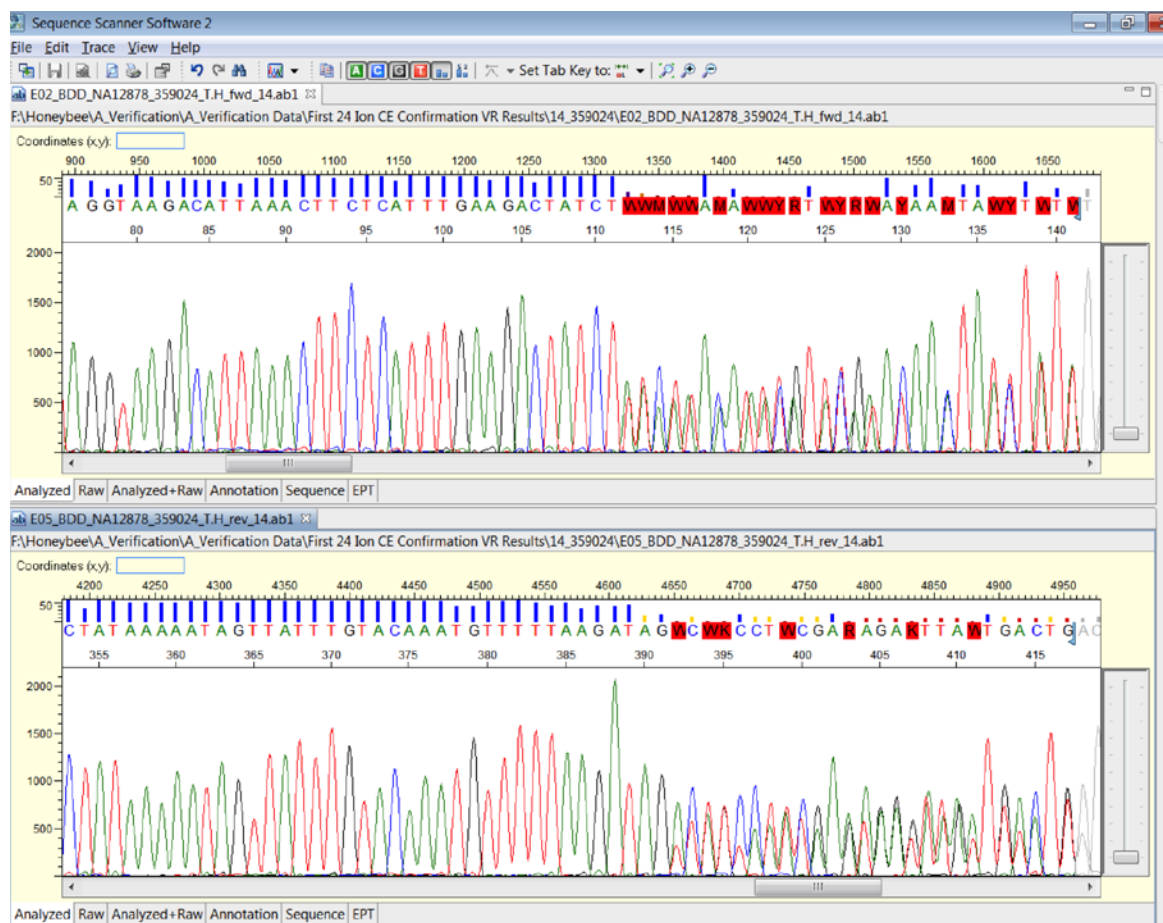 Sequence Scanner Software 2
File Edit Trace View Help
A C G T Set Tab Key to:
E02_BDD_NA12878_359024_T.H_fwd_14.ab1
F:\Honeybee\A_Verification\A_Verification Data\First 24 Ion CE Confirmation VR Results\14_359024\E02_BDD_NA12878_359024_T.H_fwd_14.ab1
Coordinates (x,y):
900 950 1000 1050 1100 1150 1200 1250 1300 1350 1400 1450 1500 1550 1600 1650
50
AGGTAAGACATTAAACTTCTCATTTGAAGACTATCTWWMWWAMAWWYRTWYRWAYAAMTAWYTWTWT
80 85 90 95 100 105 110 115 120 125 130 135 140
2000
1500
1000
500
Analyzed Raw Analyzed+Raw Annotation Sequence EPT
E05_BDD_NA12878_359024_T.H_rev_14.ab1
F:\Honeybee\A_Verification\A_Verification Data\First 24 Ion CE Confirmation VR Results\14_359024\E05_BDD_NA12878_359024_T.H_rev_14.ab1
Coordinates (x,y):
4200 4250 4300 4350 4400 4450 4500 4550 4600 4650 4700 4750 4800 4850 4900 4950
50
CTATAAAAATAGTTATTTGTACAAATGTTTTTAAGATAGWCWKCCTWCGARAGAKTTAWTGACTGAC
355 360 365 370 375 380 385 390 395 400 405 410 415
2000
1500
1000
500
Analyzed Raw Analyzed+Raw Annotation Sequence EPT